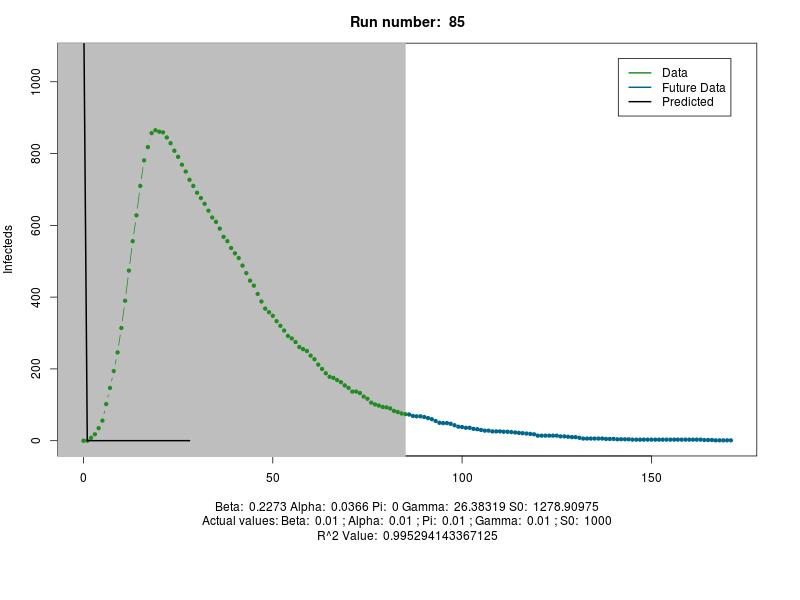 Run number: 85
Data
Future Data
Predicted
Infecteds
1000
800
600
400
200
0
0 50 100 150
Beta: 0.2273 Alpha: 0.0366 Pi: 0 Gamma: 26.38319 S0: 1278.90975
Actual values: Beta: 0.01 ; Alpha: 0.01 ; Pi: 0.01 ; Gamma: 0.01 ; S0: 1000
R^2 Value: 0.995294143367125